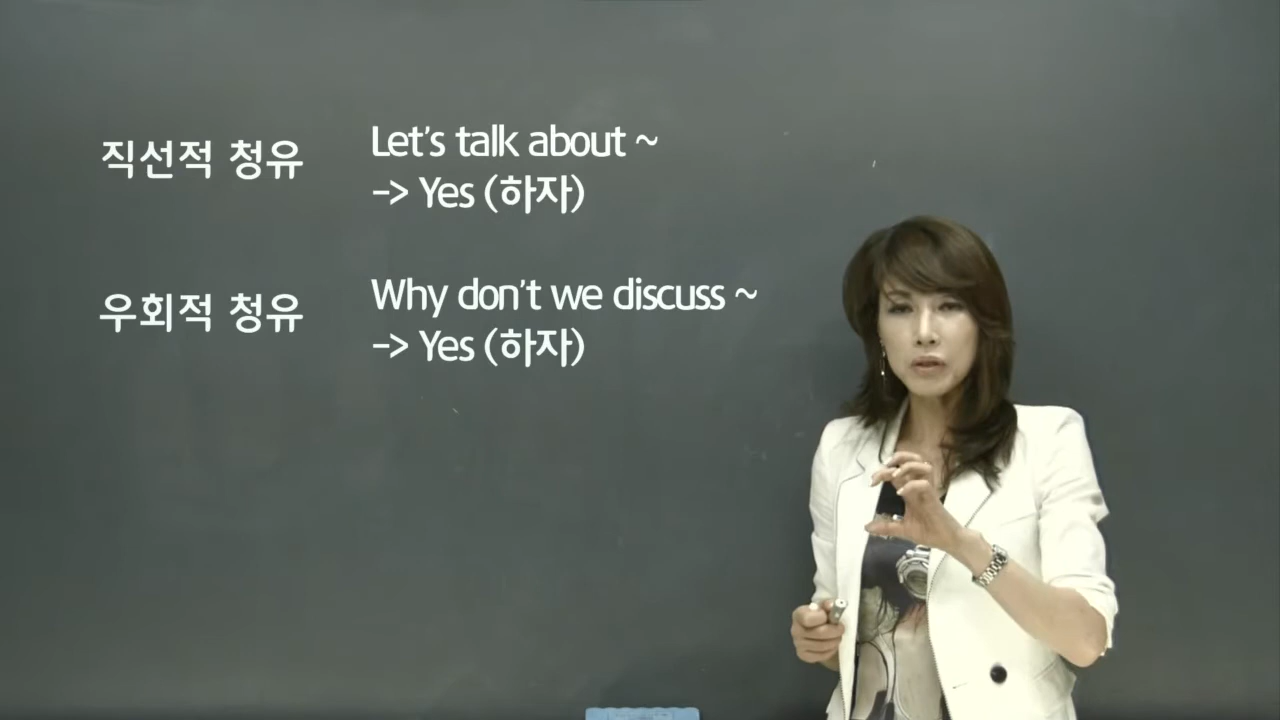 직선적 청유
Let's talk about ~
-> Yes (하자)
우회적 청유
Why don't we discuss ~
-> Yes (하자)